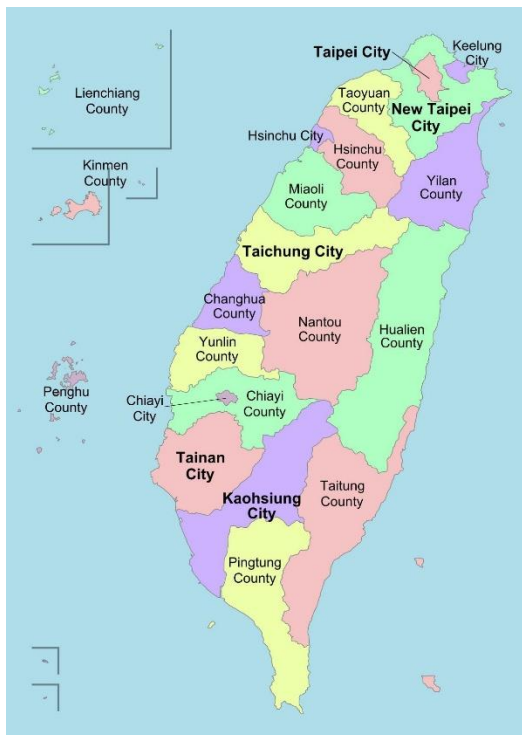 Taipei City
Keelung
City
Lienchiang
County
Taoyuan
County
New Taipei
City
Hsinchu City
Hsinchu
County
Kinmen
County
Miaoli
County
Yilan
County
Taichung City
Changhua
County
Nantou
County
Hualien
County
Yunlin
County
Penghu
County
Chiayi
City
Chiayi
County
Tainan
City
Kaohsiung
City
Taitung
County
Pingtung
County